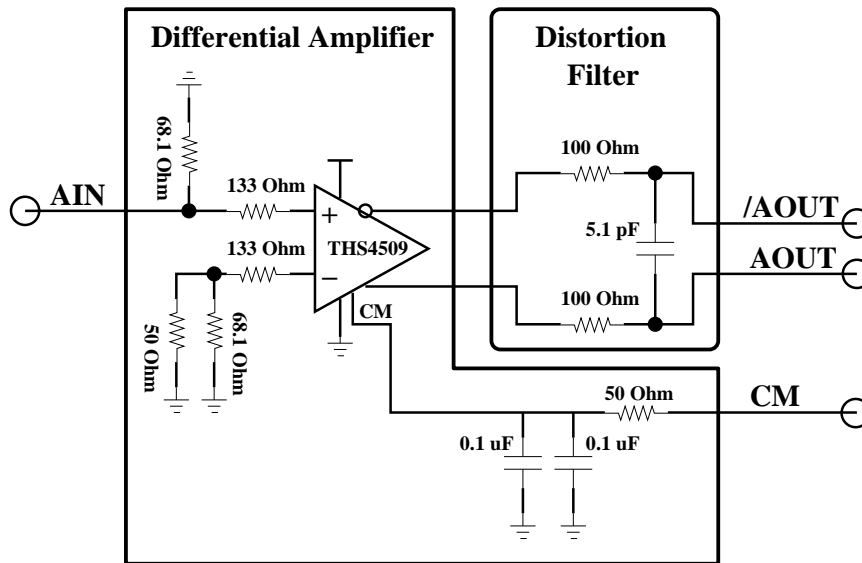 Differential Amplifier
Distortion
Filter
68.1 Ohm
100 Ohm
AIN
133 Ohm
/AOUT
+
THS4509
5.1 pF
133 Ohm
AOUT
−
50 Ohm
68.1 Ohm
CM
100 Ohm
50 Ohm
CM
0.1 uF
0.1 uF